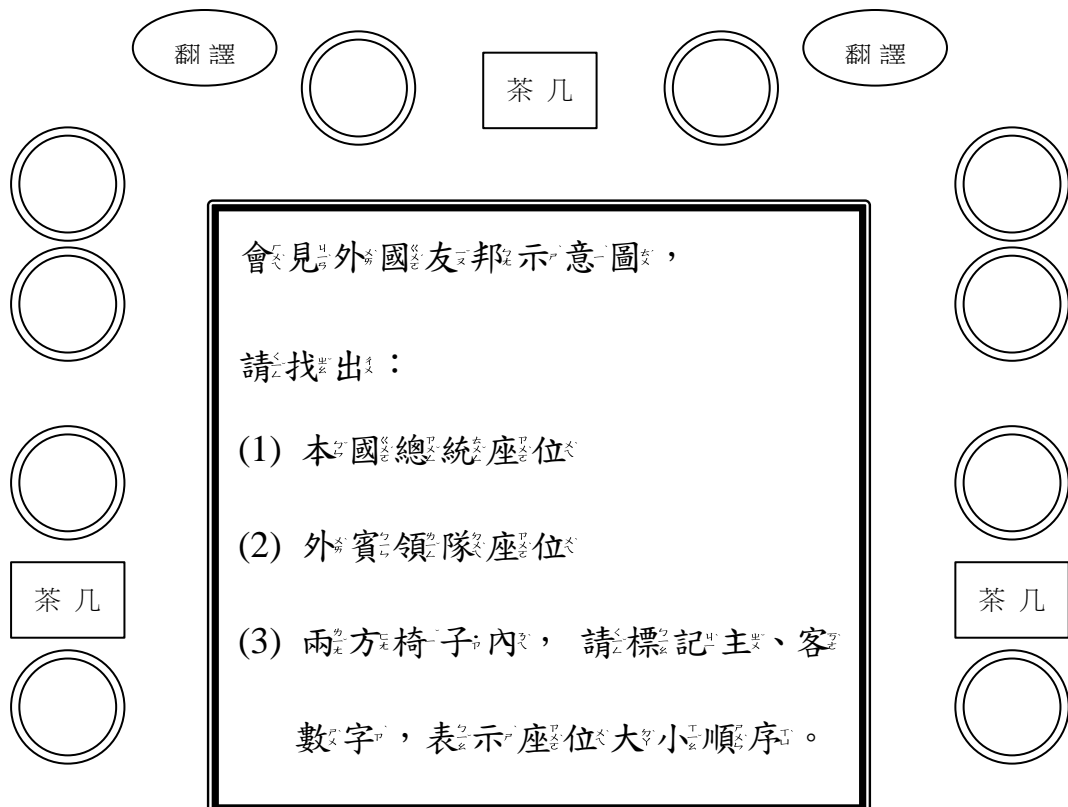 翻譯
翻譯
茶几
會見外國友邦示意圖，
請找出：
(1) 本國總統座位
(2) 外賓領隊座位
茶几
茶几
(3) 兩方椅子內， 請標記主、客
數字，表示座位大小順序。